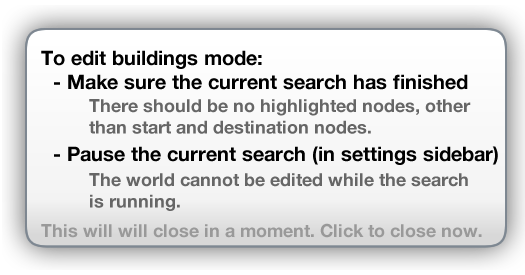 To edit buildings mode:
- Make sure the current search has finished
There should be no highlighted nodes, other
than start and destination nodes.
- Pause the current search (in settings sidebar)
The world cannot be edited while the search
is running.
This will will close in a moment. Click to close now.